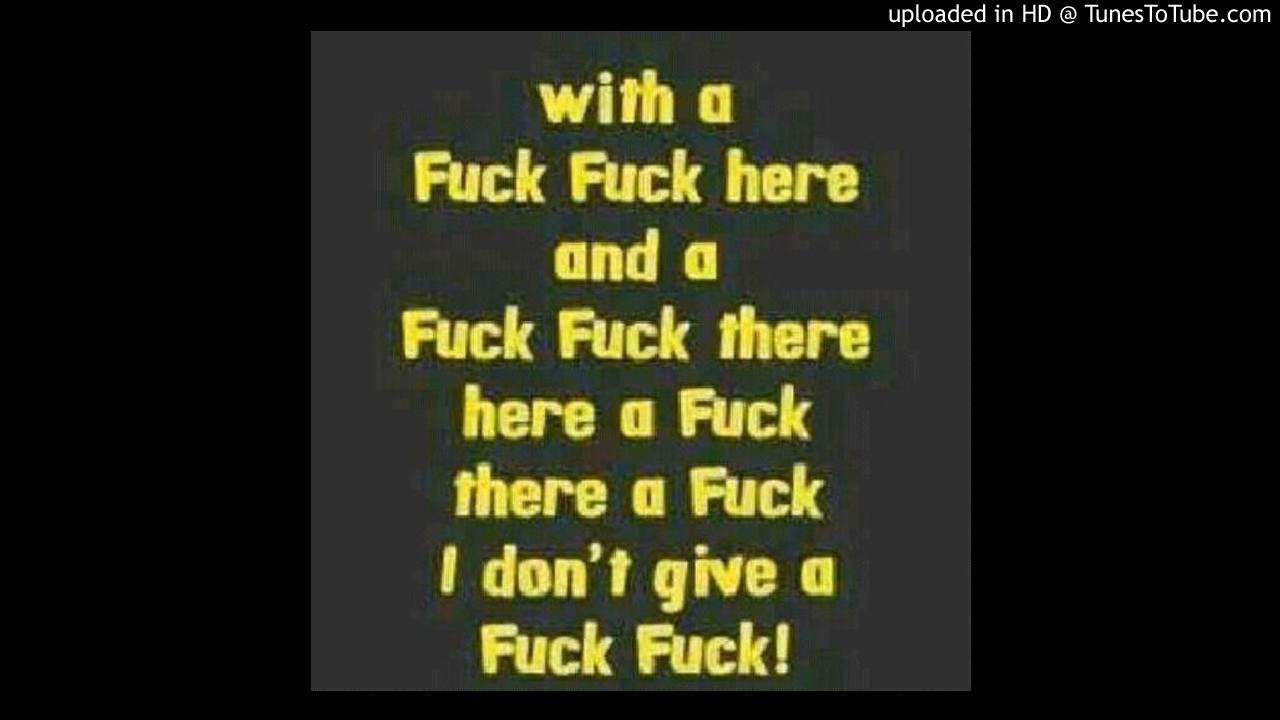 uploaded in HD @ TunesToTube.com
with a
Fuck Fuck here
and a
Fuck Fuck there
here a Fuck
there a Fuck
I don't give a
Fuck Fuck!